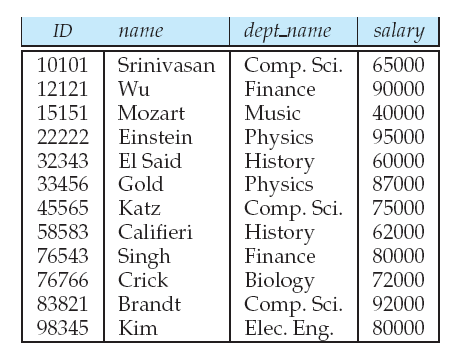 ID name dept_name salary
10101 Srinivasan Comp. Sci. 65000
12121 Wu Finance 90000
15151 Mozart Music 40000
22222 Einstein Physics 95000
32343 El Said History 60000
33456 Gold Physics 87000
45565 Katz Comp. Sci. 75000
58583 Califieri History 62000
76543 Singh Finance 80000
76766 Crick Biology 72000
83821 Brandt Comp. Sci. 92000
98345 Kim Elec. Eng. 80000